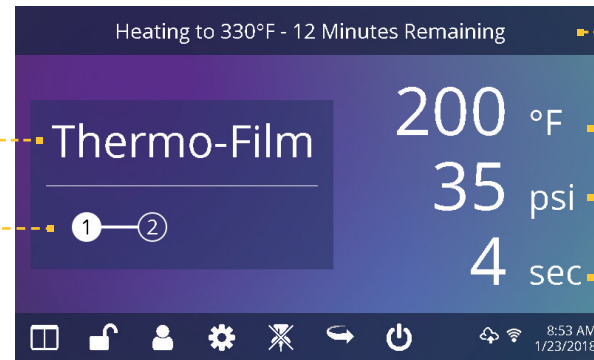 Heating to 330°F - 12 Minutes Remaining
Thermo-Film
1 2
200 °F
35 psi
4 sec
8:53 AM
1/23/2018